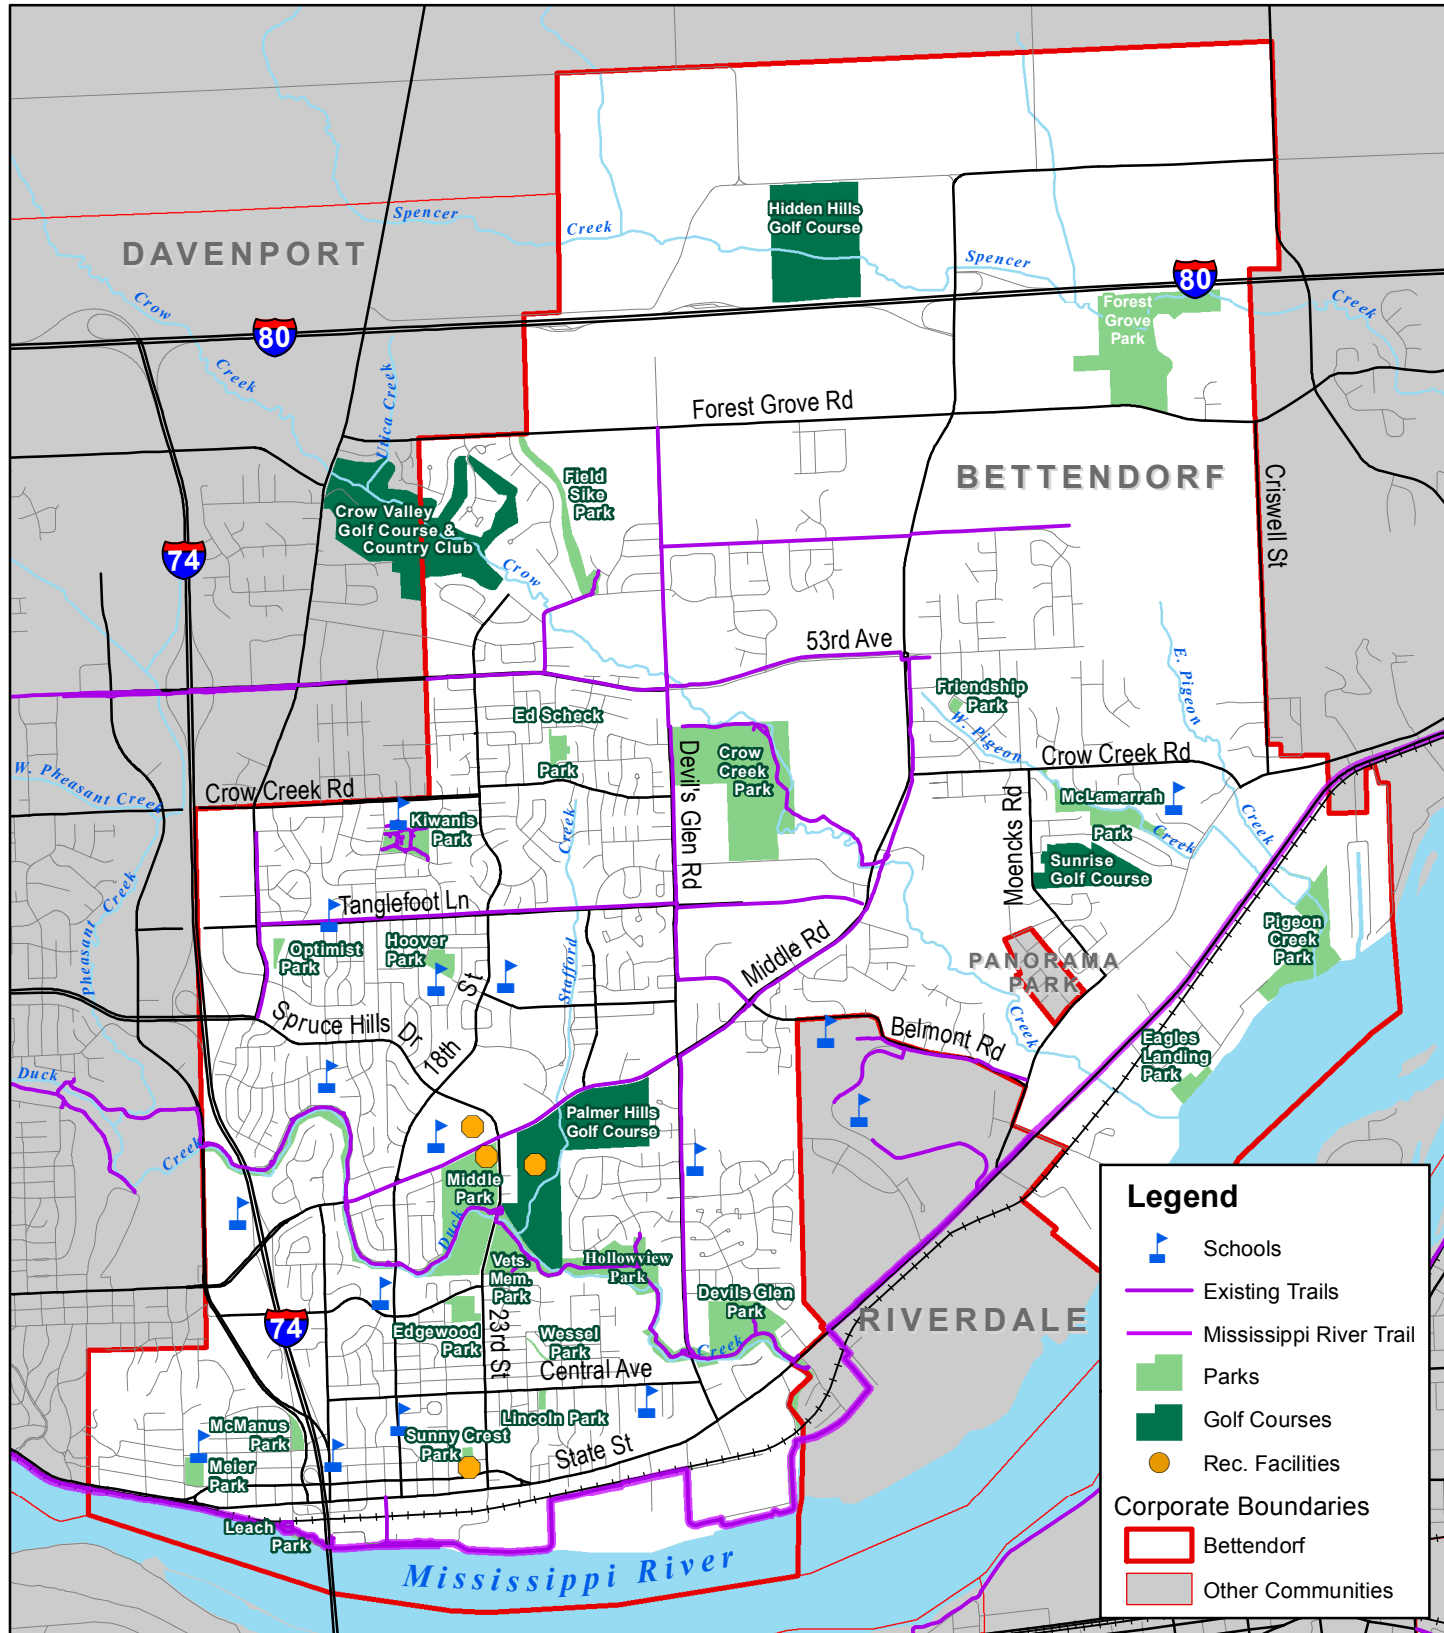 Hidden Hills
Golf Course
Spencer
Creek
DAVENPORT
Spencer
80
Creek
Crow
Forest
Grove
Park
80
Creek
Utica Creek
Forest Grove Rd
BETTENDORF
Criswell St
Field
Sike
Park
Crow Valley
Golf Course &
Country Club
74
Crow
53rd Ave
E. Pigeon
Friendship
Park
W. Pigeon
Ed Scheck
Park
Devil's Glen Rd
Crow
Creek
Park
Crow Creek Rd
W. Pheasant Creek
Crow Creek Rd
Moencks Rd
McLamarrah
Park
Creek
Creek
Kiwanis
Park
Creek
Sunrise
Golf Course
Tanglefoot Ln
Pheasant Creek
Optimist
Park
Hoover
Park
Stafford
Middle Rd
PANORAMA
PARK
Pigeon
Creek
Park
Spruce Hills Dr
18th St
Creek
Belmont Rd
Eagles
Landing
Park
Duck
Creek
Palmer Hills
Golf Course
Middle
Park
Duck
Vets.
Mem.
Park
Hollowview
Park
Devils Glen
Park
RIVERDALE
74
Edgewood
Park
23rd St
Wessel
Park
Creek
Central Ave
McManus
Park
Lincoln Park
Sunny Crest
Park
State St
Meier
Park
Leach
Park
Mississippi River
Legend
Schools
Existing Trails
Mississippi River Trail
Parks
Golf Courses
Rec. Facilities
Corporate Boundaries
Bettendorf
Other Communities